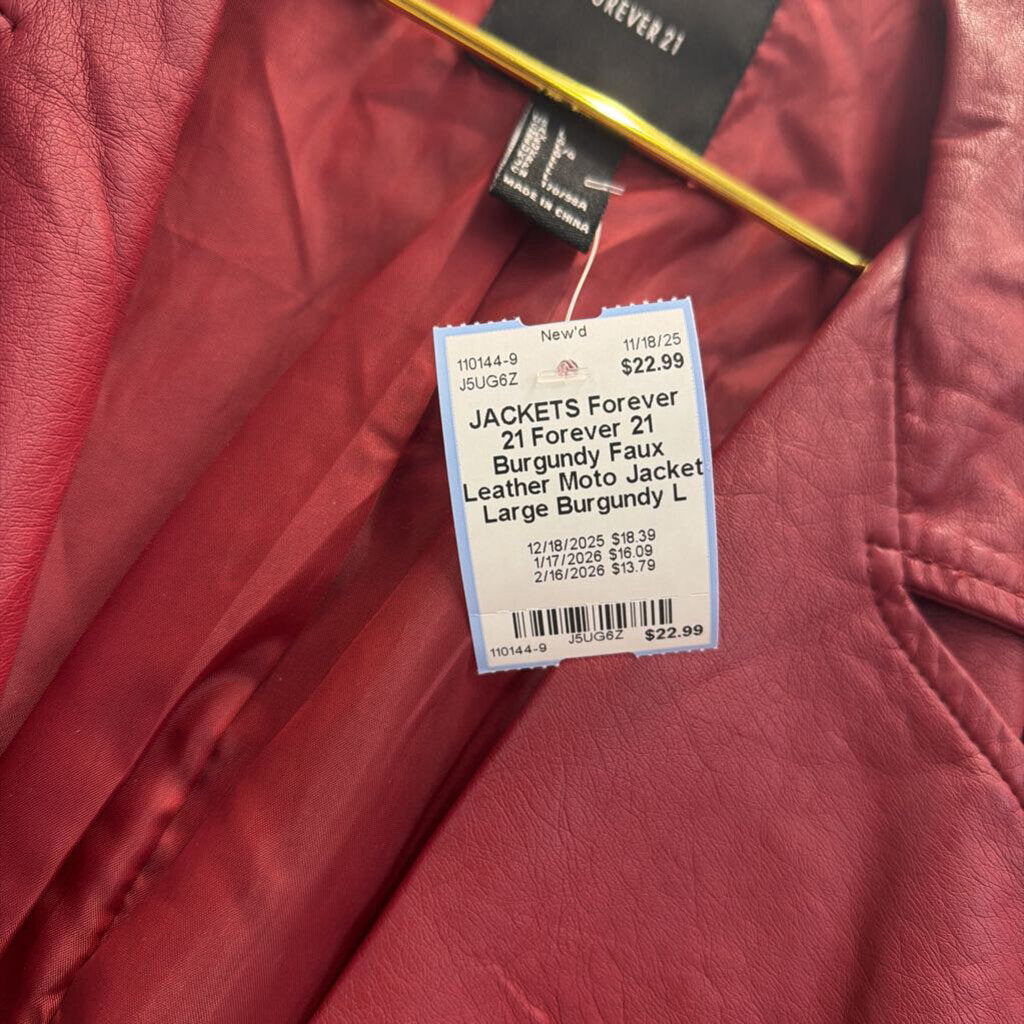 FOREVER 21
170/98A
MADE IN CHINA
New'd
110144-9
11/18/25
J5UG6Z
$22.99
JACKETS Forever
21 Forever 21
Burgundy Faux
Leather Moto Jacket
Large Burgundy L
12/18/2025 $18.39
1/17/2026 $16.09
2/16/2026 $13.79
J5UG6Z
110144-9
$22.99